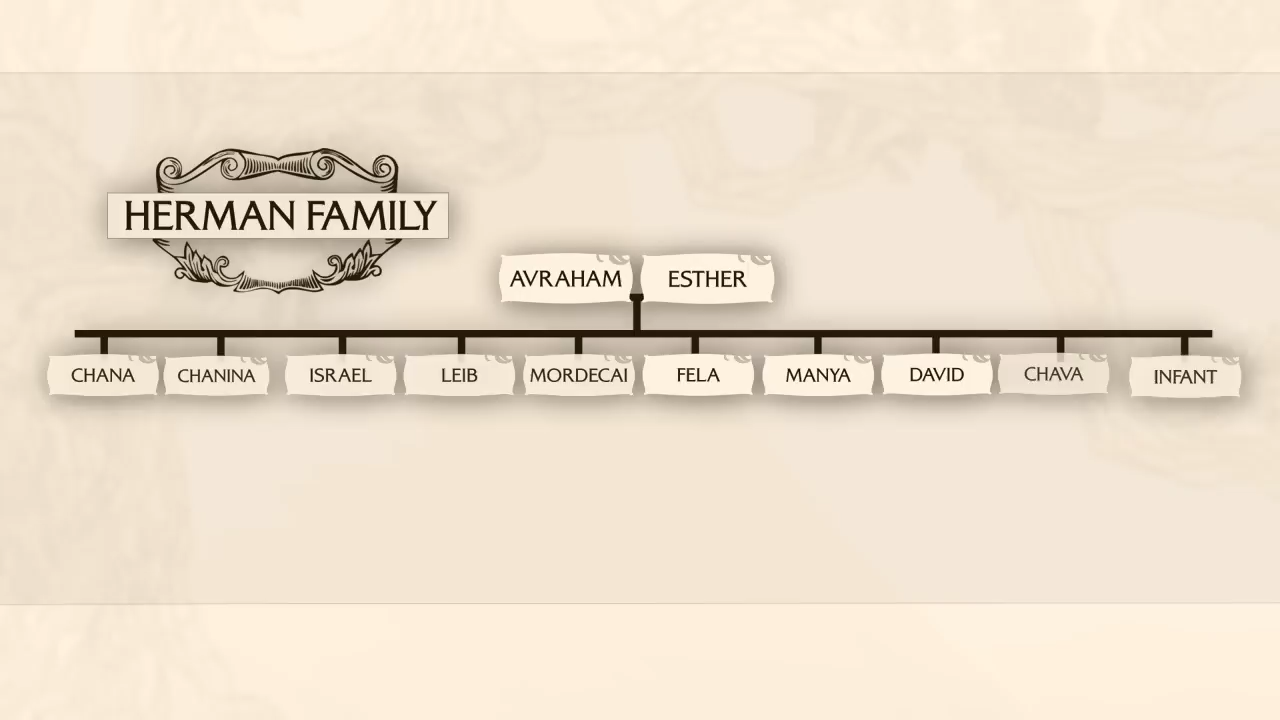 HERMAN FAMILY
AVRAHAM ESTHER
CHANA CHANINA ISRAEL LEIB MORDECAI FELA MANYA DAVID CHAVA INFANT